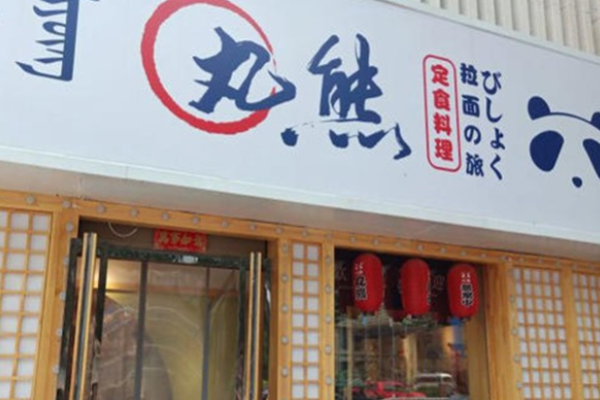 丸熊
定食料理
拉面の旅
びしょく